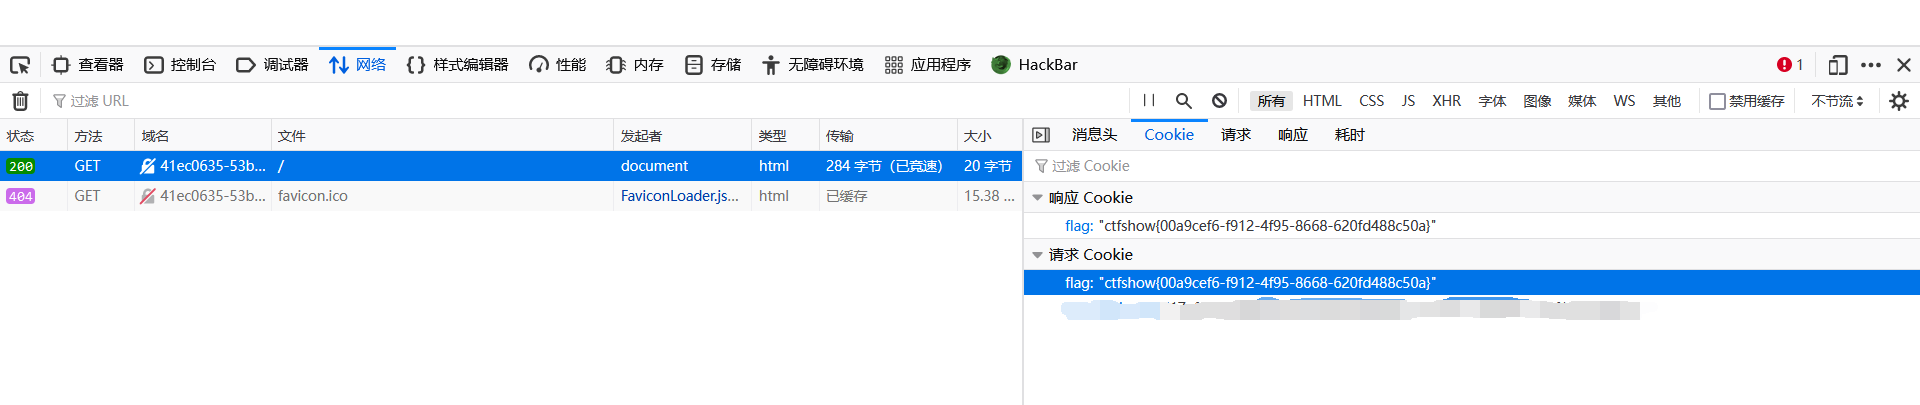 查看器 控制台 调试器 网络 样式编辑器 性能 内存 存储 无障碍环境 应用程序 HackBar 1
过滤 URL 所有 HTML CSS JS XHR 字体 图像 媒体 WS 其他 禁用缓存 不节流
状态 方法 域名 文件 发起者 类型 传输 大小
200 GET 41ec0635-53b... / document html 284 字节（已竞速） 20 字节
404 GET 41ec0635-53b... favicon.ico FaviconLoader.js... html 已缓存 15.38 ...
消息头 Cookie 请求 响应 耗时
过滤 Cookie
响应 Cookie
flag: "ctfshow{00a9cef6-f912-4f95-8668-620fd488c50a}"
请求 Cookie
flag: "ctfshow{00a9cef6-f912-4f95-8668-620fd488c50a}"